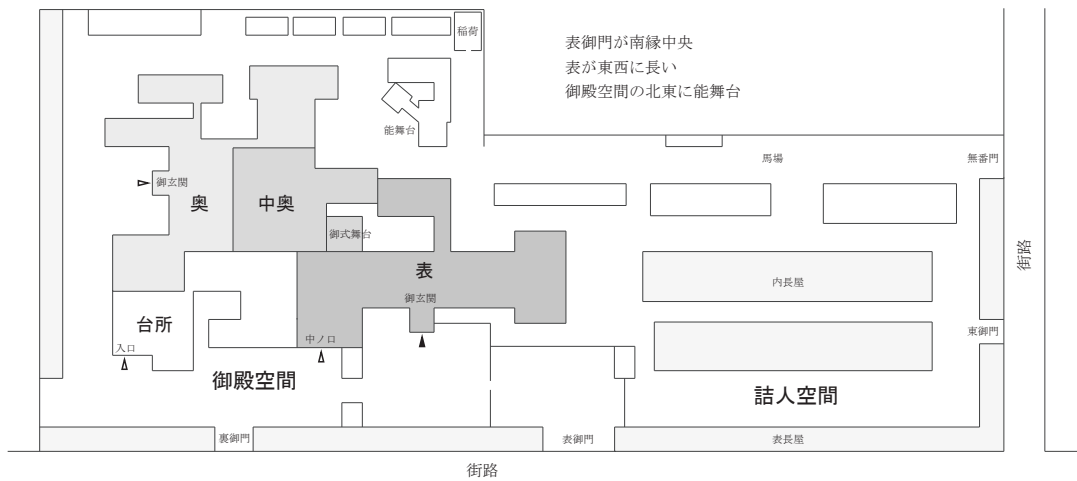 稲荷
表御門が南縁中央
表が東西に長い
御殿空間の北東に能舞台
能舞台
馬場
無番門
御玄関
奥
中奥
御式舞台
表
街路
内長屋
御玄関
台所
中ノ口
東御門
入口
御殿空間
詰人空間
裏御門
表御門
表長屋
街路